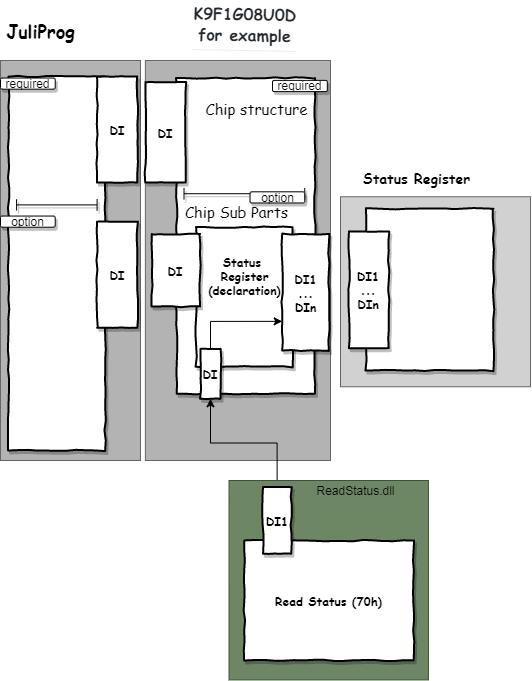 JuliProg
K9F1G08U0D
for example
required
DI
option
DI
DI
required
Chip structure
option
Chip Sub Parts
DI
Status
Register
(declaration)
DI1
...
DIn
DI
Status Register
DI1
...
DIn
ReadStatus.dll
DI1
Read Status (70h)